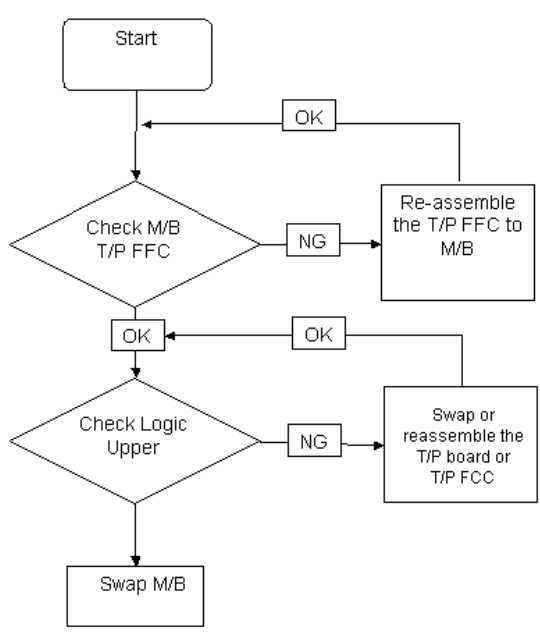 Start
OK
Check M/B
T/P FFC
NG
Re-assemble
the T/P FFC to
M/B
OK
OK
Check Logic
Upper
NG
Swap or
reassemble the
T/P board or
T/P FCC
Swap M/B